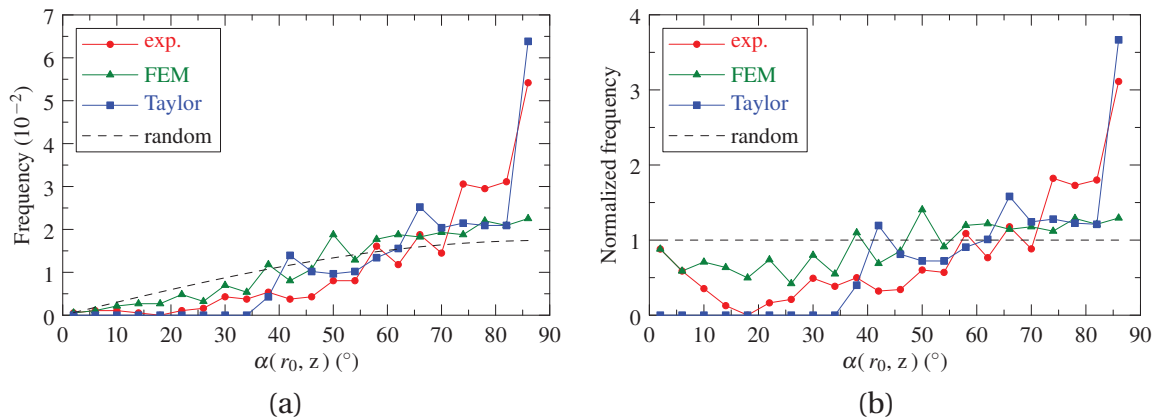 7
6
5
4
3
2
1
0
Frequency (10⁻²)
exp.
FEM
Taylor
random
0 10 20 30 40 50 60 70 80 90
α(r₀, z) (°)
(a)
4
3
2
1
0
Normalized frequency
exp.
FEM
Taylor
random
0 10 20 30 40 50 60 70 80 90
α(r₀, z) (°)
(b)